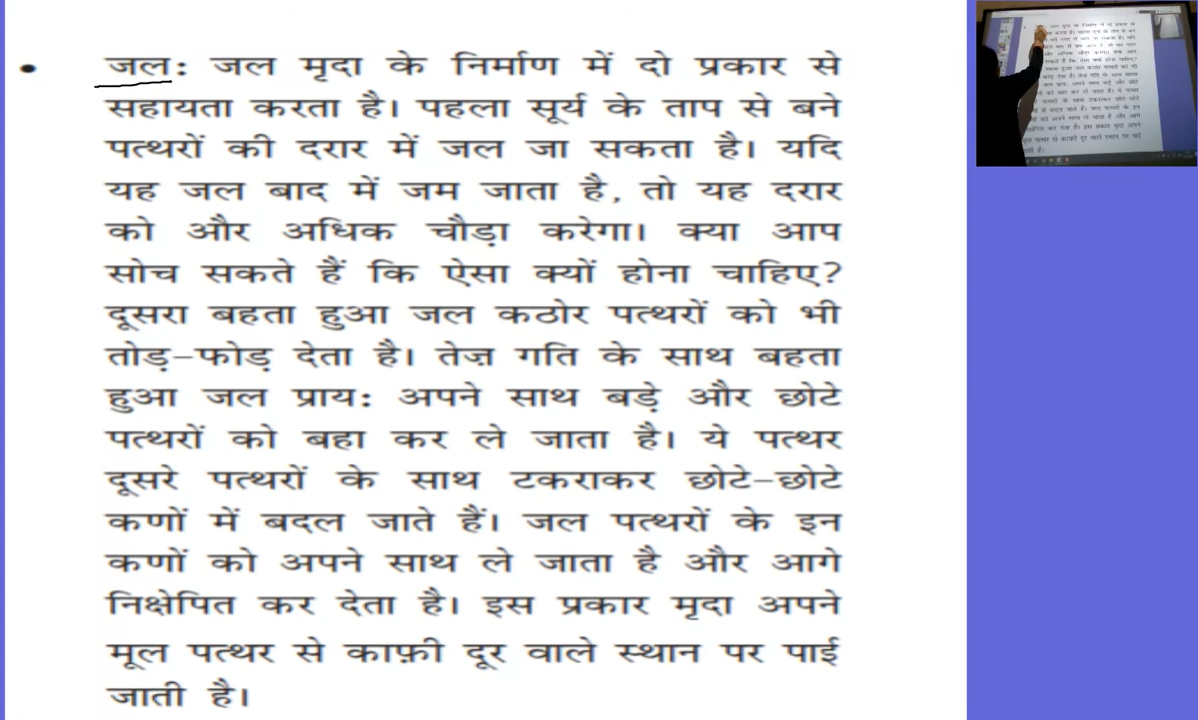 • जल: जल मृदा के निर्माण में दो प्रकार से
सहायता करता है। पहला सूर्य के ताप से बने
पत्थरों की दरार में जल जा सकता है। यदि
यह जल बाद में जम जाता है, तो यह दरार
को और अधिक चौड़ा करेगा। क्या आप
सोच सकते हैं कि ऐसा क्यों होना चाहिए?
दूसरा बहता हुआ जल कठोर पत्थरों को भी
तोड़-फोड़ देता है। तेज़ गति के साथ बहता
हुआ जल प्राय: अपने साथ बड़े और छोटे
पत्थरों को बहा कर ले जाता है। ये पत्थर
दूसरे पत्थरों के साथ टकराकर छोटे-छोटे
कणों में बदल जाते हैं। जल पत्थरों के इन
कणों को अपने साथ ले जाता है और आगे
निक्षेपित कर देता है। इस प्रकार मृदा अपने
मूल पत्थर से काफ़ी दूर वाले स्थान पर पाई
जाती है।